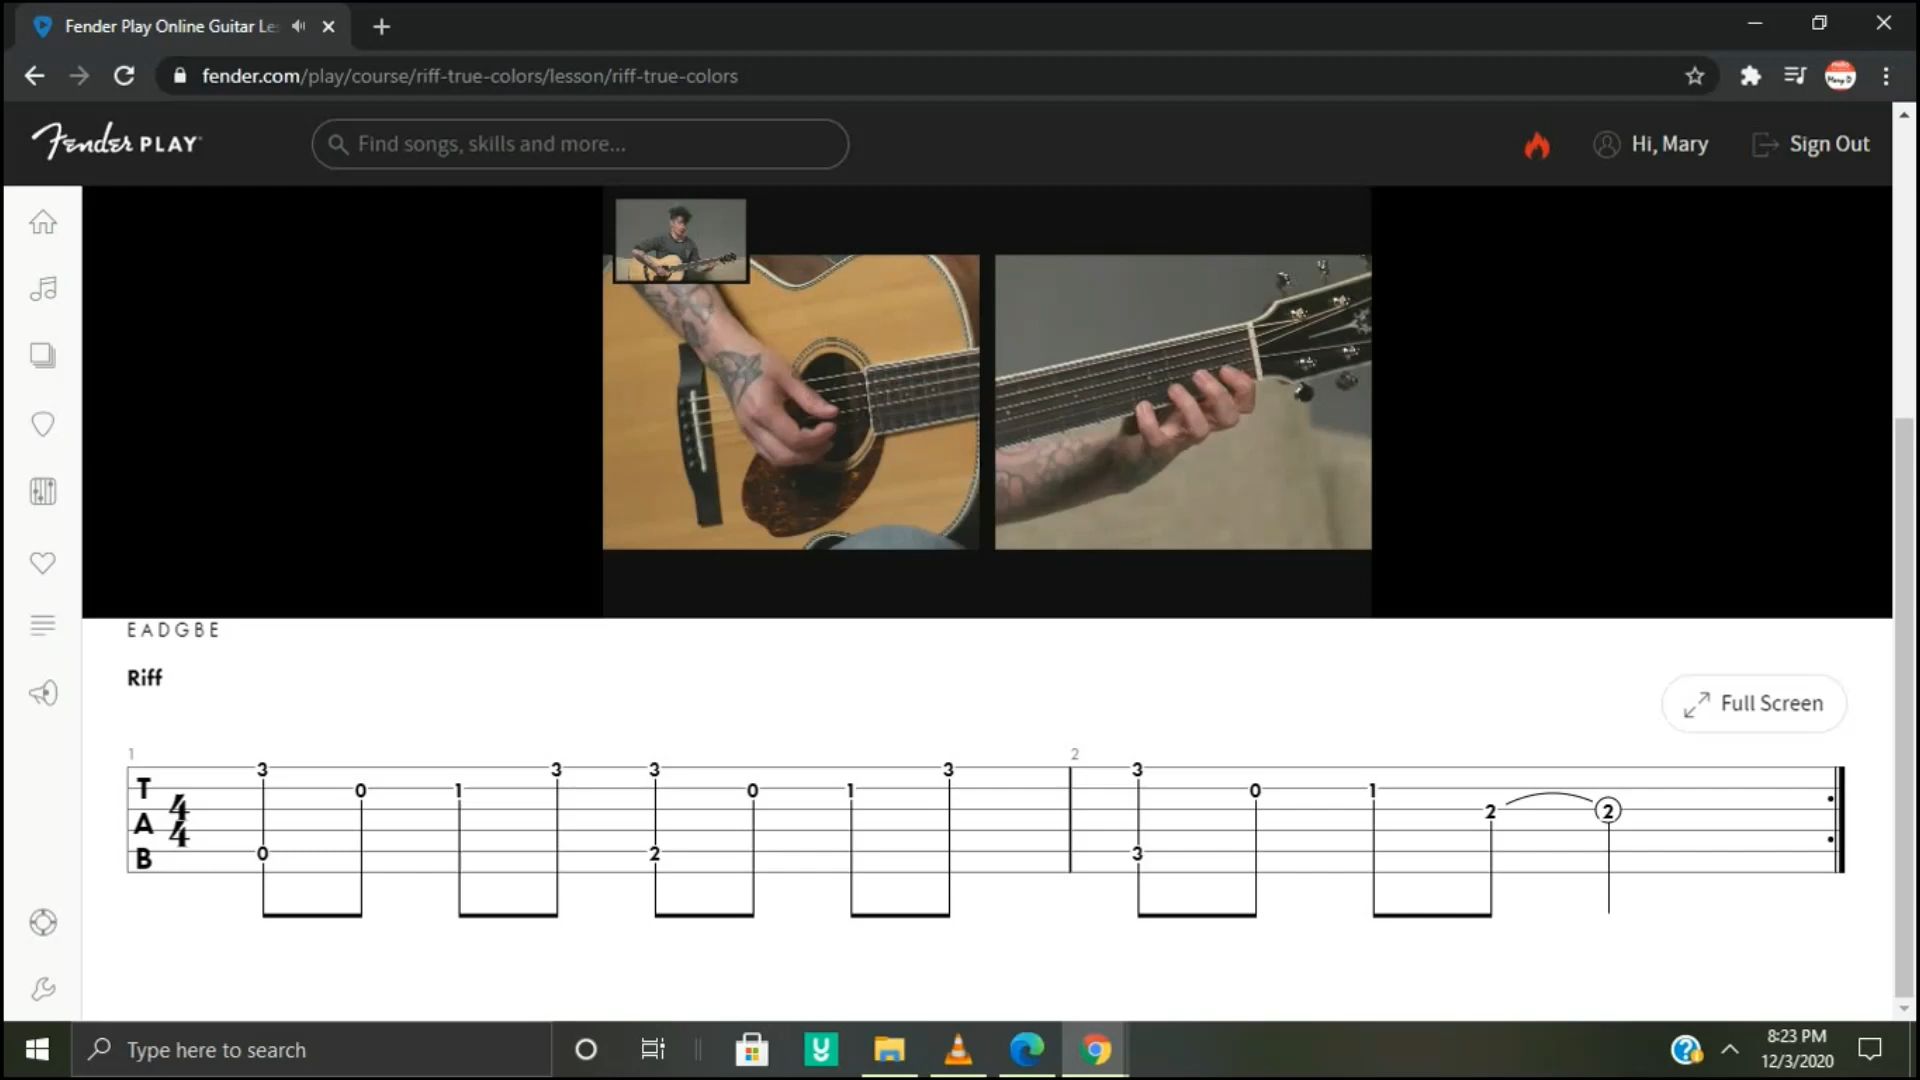 Fender Play Online Guitar Le
fender.com/play/course/riff-true-colors/lesson/riff-true-colors
Fender PLAY
Find songs, skills and more...
Hi, Mary
Sign Out
E A D G B E
Riff
Full Screen
1 2
3 3 3 3 3
T 0 1 0 1 0 1
A 4 4 2 2
B 0 2 3
Type here to search
8:23 PM
12/3/2020